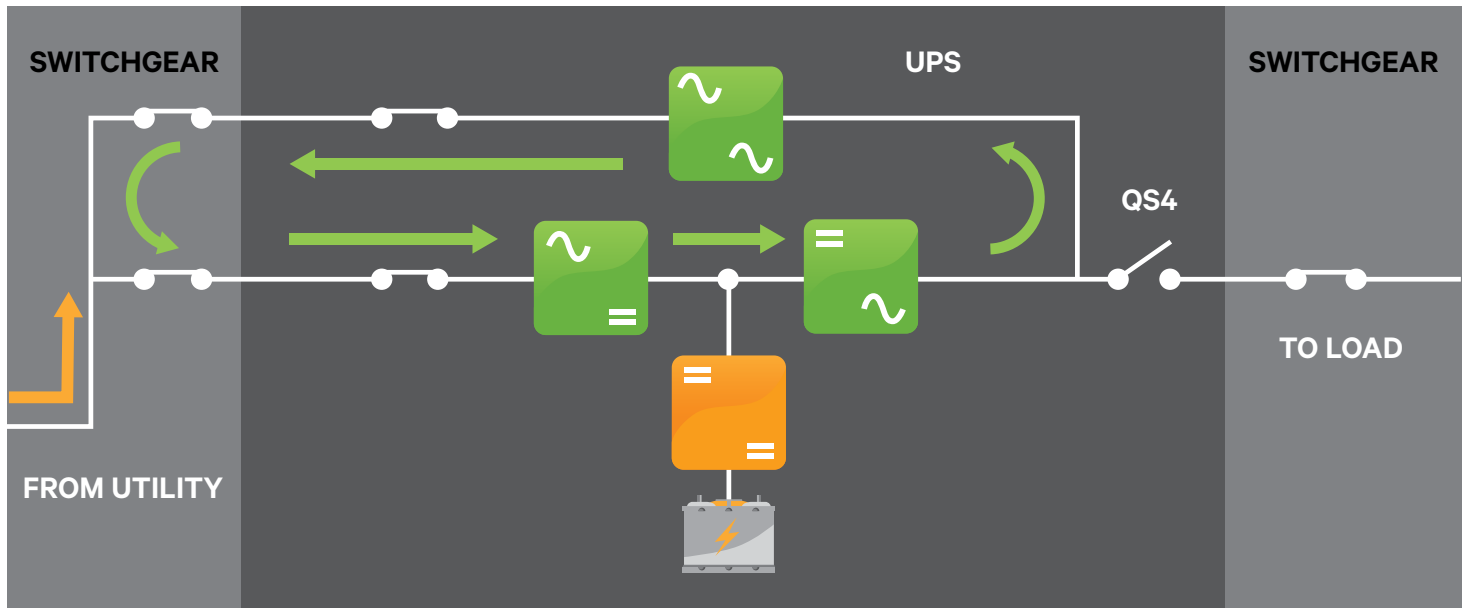 SWITCHGEAR
UPS
SWITCHGEAR
QS4
TO LOAD
FROM UTILITY